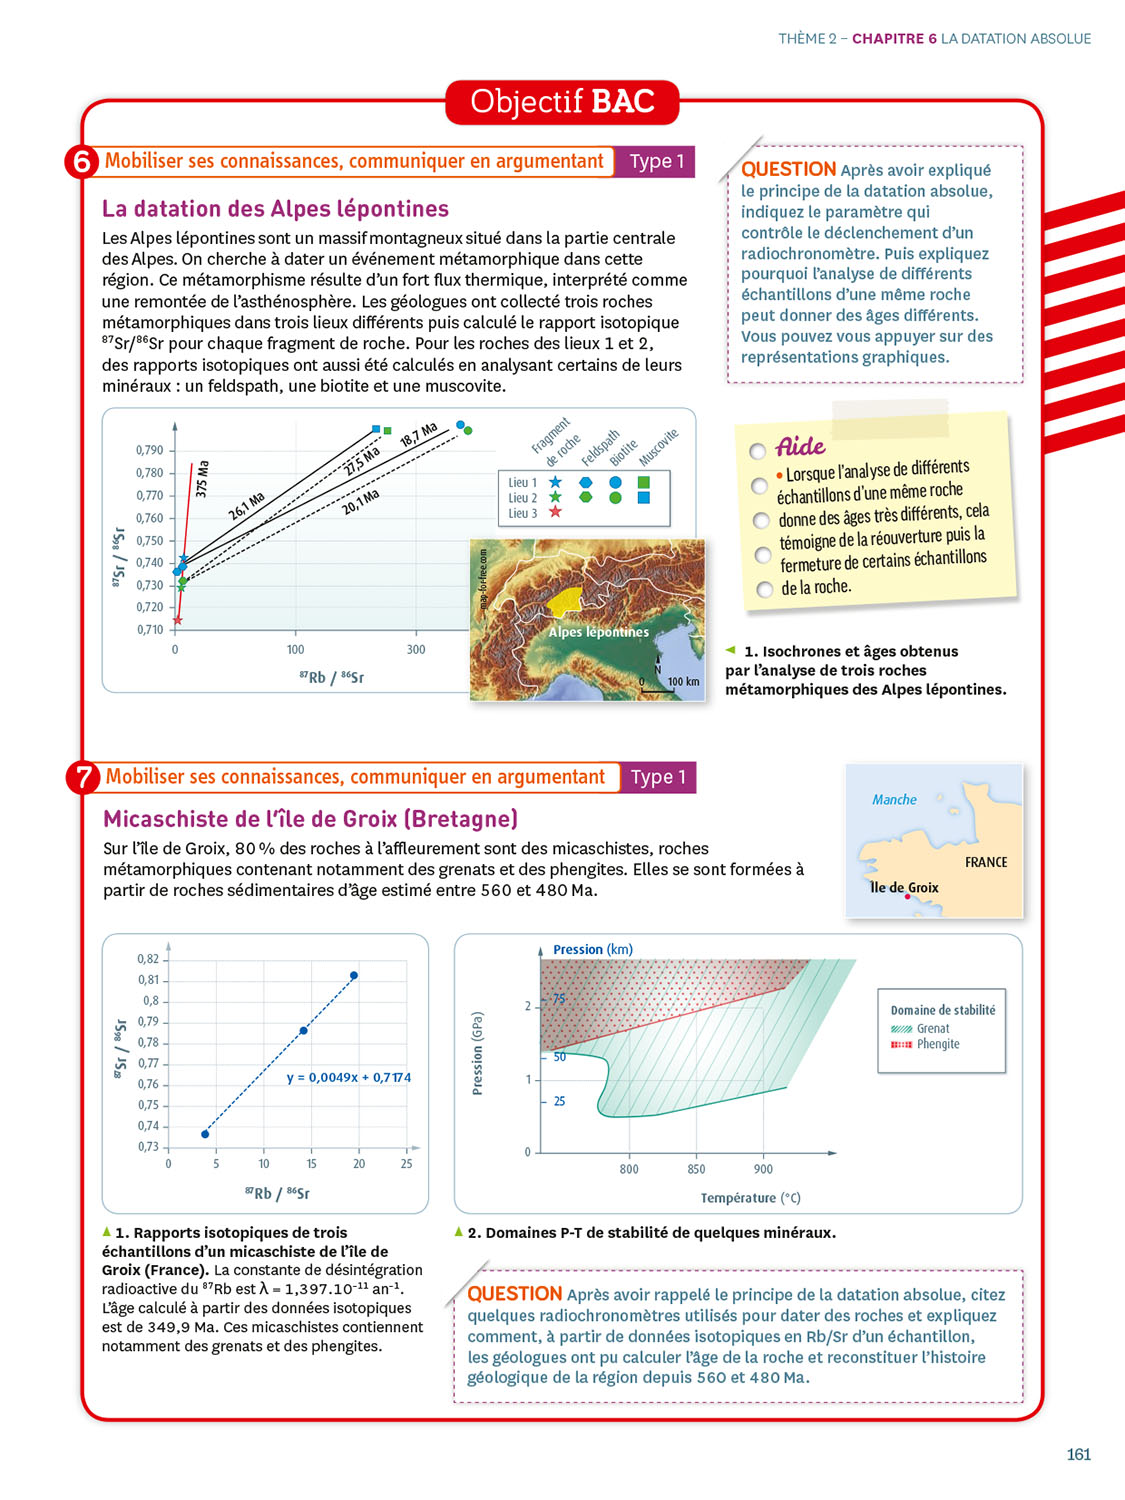 THÈME 2 – CHAPITRE 6 LA DATATION ABSOLUE
Objectif BAC
6 Mobiliser ses connaissances, communiquer en argumentant Type 1
La datation des Alpes lépontines
Les Alpes lépontines sont un massif montagneux situé dans la partie centrale
des Alpes. On cherche à dater un événement métamorphique dans cette
région. Ce métamorphisme résulte d'un fort flux thermique, interprété comme
une remontée de l'asthénosphère. Les géologues ont collecté trois roches
métamorphiques dans trois lieux différents puis calculé le rapport isotopique
⁸⁷Sr/⁸⁶Sr pour chaque fragment de roche. Pour les roches des lieux 1 et 2,
des rapports isotopiques ont aussi été calculés en analysant certains de leurs
minéraux : un feldspath, une biotite et une muscovite.
QUESTION Après avoir expliqué
le principe de la datation absolue,
indiquez le paramètre qui
contrôle le déclenchement d'un
radiochronomètre. Puis expliquez
pourquoi l'analyse de différents
échantillons d'une même roche
peut donner des âges différents.
Vous pouvez vous appuyer sur des
représentations graphiques.
Aide
• Lorsque l'analyse de différents
échantillons d'une même roche
donne des âges très différents, cela
témoigne de la réouverture puis la
fermeture de certains échantillons
de la roche.
⁸⁷Sr / ⁸⁶Sr
0,790
0,780
0,770
0,760
0,750
0,740
0,730
0,720
0,710
0
100
300
⁸⁷Rb / ⁸⁶Sr
375 Ma
26,1 Ma
27,5 Ma
18,7 Ma
20,1 Ma
Fragment
de roche
Feldspath
Biotite
Muscovite
Lieu 1
Lieu 2
Lieu 3
map-for-free.com
Alpes lépontines
N
0 100 km
1. Isochrones et âges obtenus
par l'analyse de trois roches
métamorphiques des Alpes lépontines.
7 Mobiliser ses connaissances, communiquer en argumentant Type 1
Micaschiste de l'île de Groix (Bretagne)
Sur l'île de Groix, 80 % des roches à l'affleurement sont des micaschistes, roches
métamorphiques contenant notamment des grenats et des phengites. Elles se sont formées à
partir de roches sédimentaires d'âge estimé entre 560 et 480 Ma.
Manche
FRANCE
Île de Groix
⁸⁷Sr / ⁸⁶Sr
0,82
0,81
0,8
0,79
0,78
0,77
0,76
0,75
0,74
0,73
y = 0,0049x + 0,7174
0 5 10 15 20 25
⁸⁷Rb / ⁸⁶Sr
Pression (km)
Pression (GPa)
75
2
50
1
25
0
800 850 900
Température (°C)
Domaine de stabilité
Grenat
Phengite
1. Rapports isotopiques de trois
échantillons d'un micaschiste de l'île de
Groix (France). La constante de désintégration
radioactive du ⁸⁷Rb est λ = 1,397.10⁻¹¹ an⁻¹.
L'âge calculé à partir des données isotopiques
est de 349,9 Ma. Ces micaschistes contiennent
notamment des grenats et des phengites.
2. Domaines P-T de stabilité de quelques minéraux.
QUESTION Après avoir rappelé le principe de la datation absolue, citez
quelques radiochronomètres utilisés pour dater des roches et expliquez
comment, à partir de données isotopiques en Rb/Sr d'un échantillon,
les géologues ont pu calculer l'âge de la roche et reconstituer l'histoire
géologique de la région depuis 560 et 480 Ma.
161